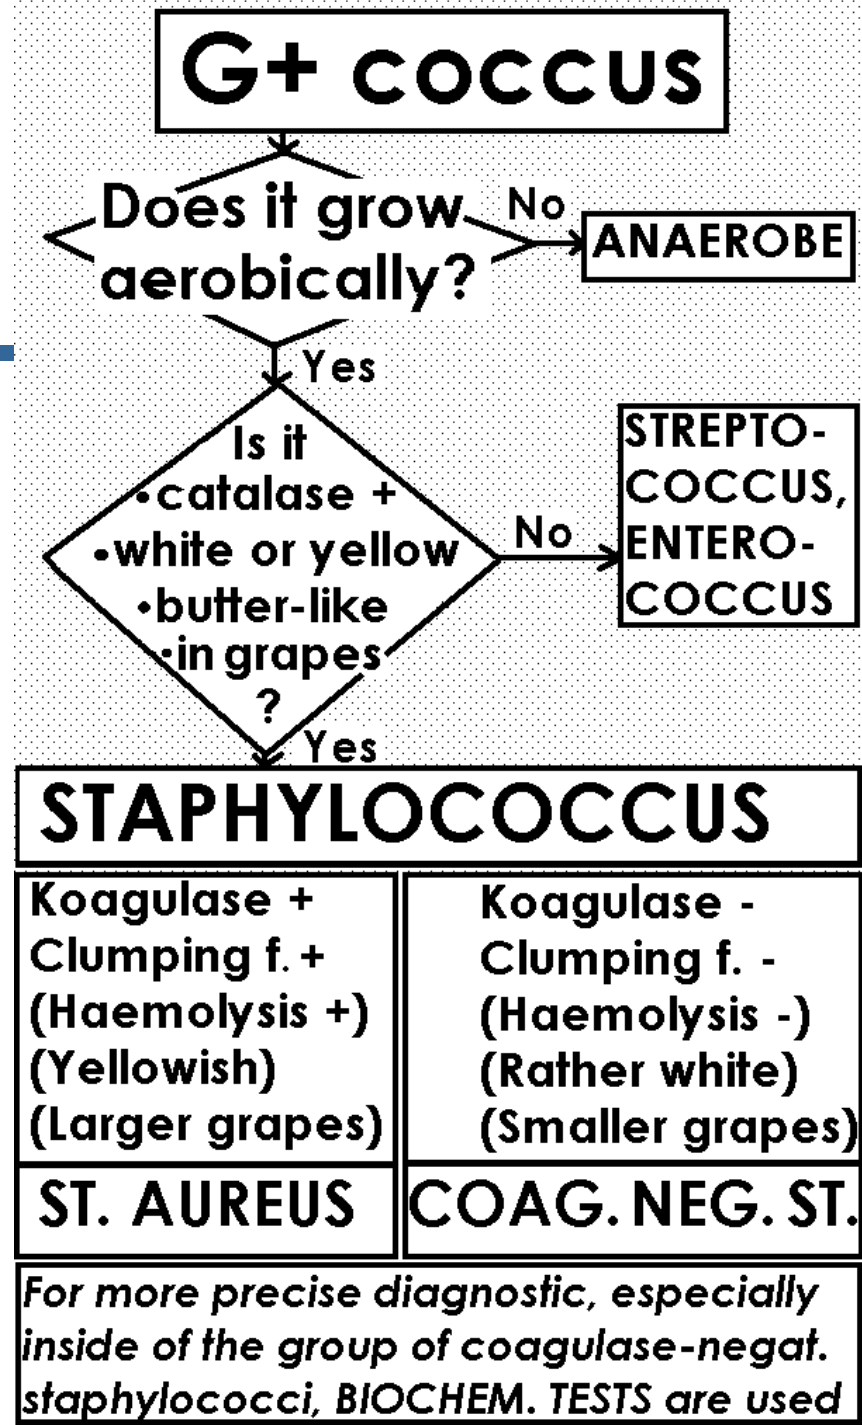 G+ coccus
Does it grow
aerobically?
No
ANAEROBE
Yes
Is it
•catalase +
•white or yellow
•butter-like
•in grapes
?
No
STREPTO-
COCCUS,
ENTERO-
COCCUS
Yes
STAPHYLOCOCCUS
Koagulase +
Clumping f. +
(Haemolysis +)
(Yellowish)
(Larger grapes)
ST. AUREUS
Koagulase -
Clumping f. -
(Haemolysis -)
(Rather white)
(Smaller grapes)
COAG. NEG. ST.
For more precise diagnostic, especially
inside of the group of coagulase-negat.
staphylococci, BIOCHEM. TESTS are used